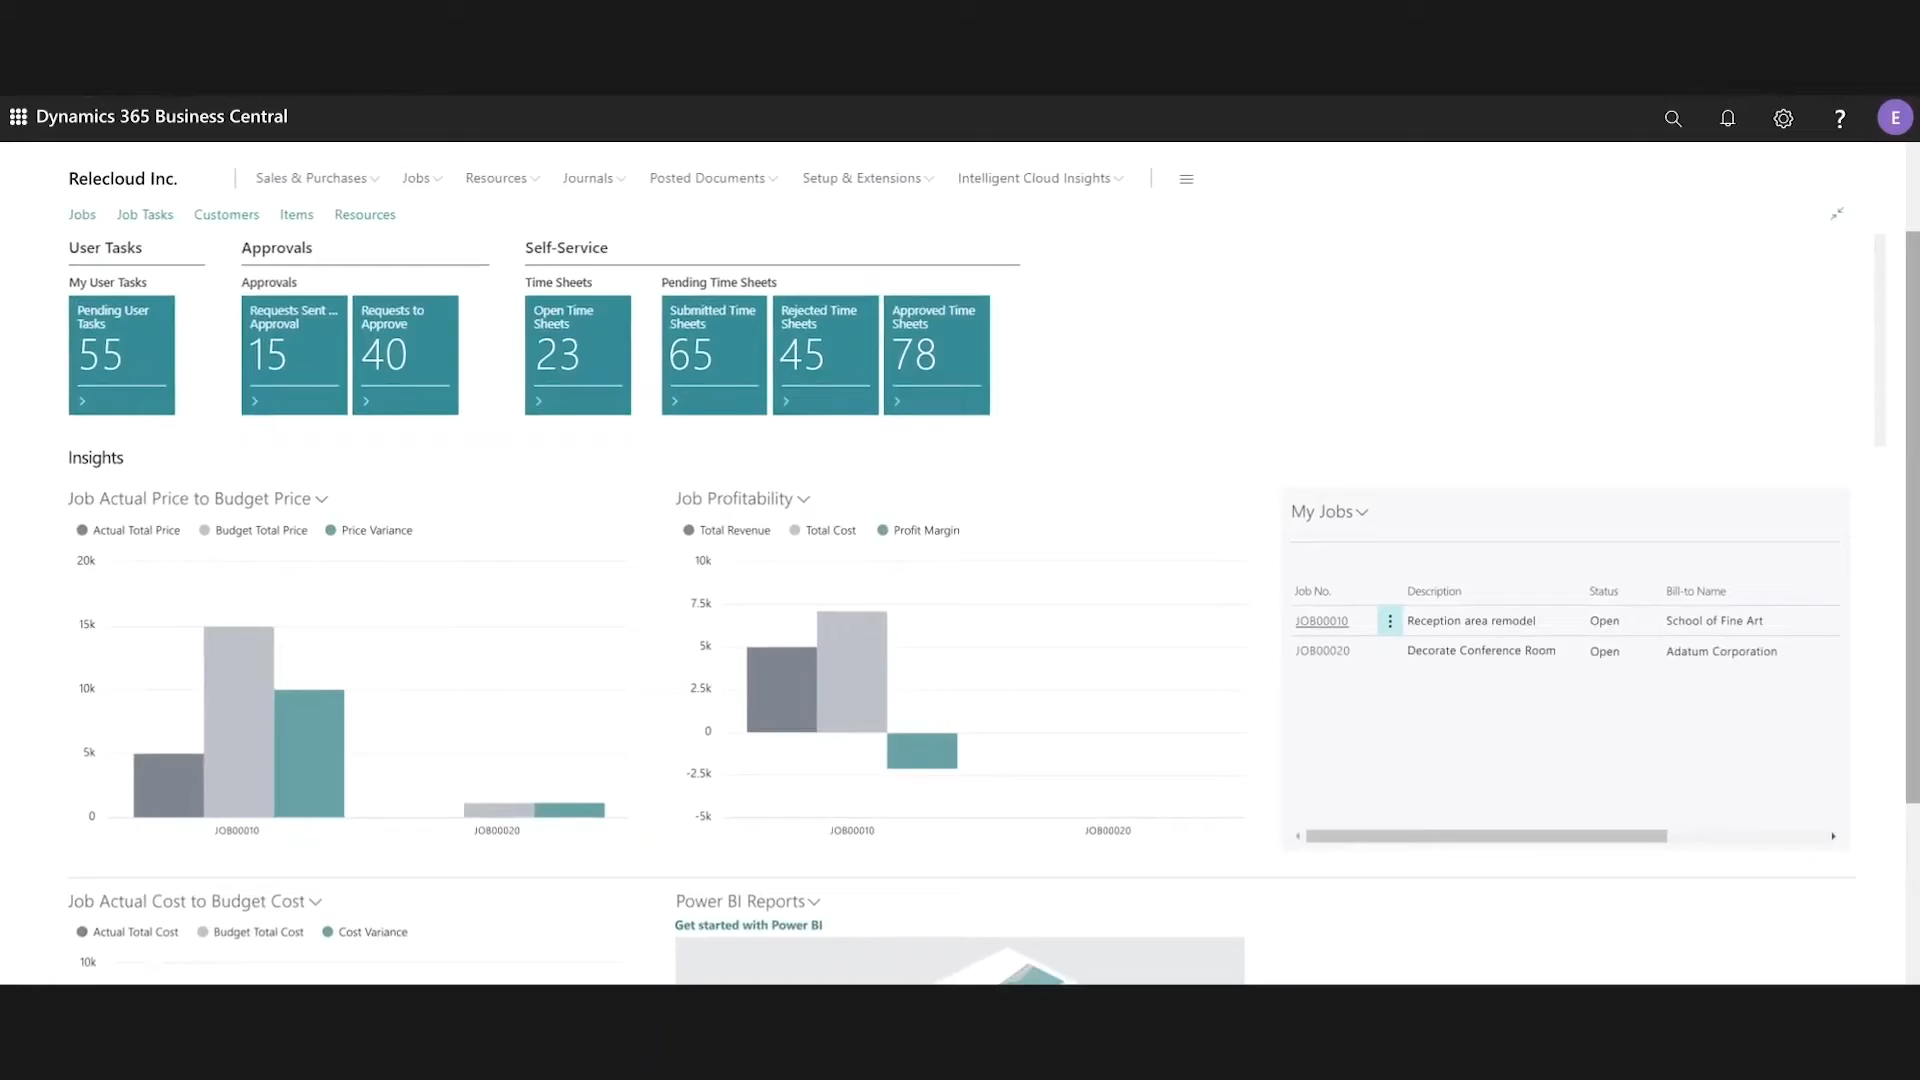 Dynamics 365 Business Central
?
E
Relecloud Inc.
Sales & Purchases
Jobs
Resources
Journals
Posted Documents
Setup & Extensions
Intelligent Cloud Insights
Jobs
Job Tasks
Customers
Items
Resources
User Tasks
Approvals
Self-Service
My User Tasks
Approvals
Time Sheets
Pending Time Sheets
Pending User
Tasks
55
Requests Sent ...
Approval
15
Requests to
Approve
40
Open Time
Sheets
23
Submitted Time
Sheets
65
Rejected Time
Sheets
45
Approved Time
Sheets
78
Insights
Job Actual Price to Budget Price
Actual Total Price
Budget Total Price
Price Variance
20k
15k
10k
5k
0
JOB00010
JOB00020
Job Profitability
Total Revenue
Total Cost
Profit Margin
10k
7.5k
5k
2.5k
0
-2.5k
-5k
JOB00010
JOB00020
My Jobs
Job No. Description Status Bill-to Name
JOB00010 Reception area remodel Open School of Fine Art
JOB00020 Decorate Conference Room Open Adatum Corporation
Job Actual Cost to Budget Cost
Actual Total Cost
Budget Total Cost
Cost Variance
10k
Power BI Reports
Get started with Power BI